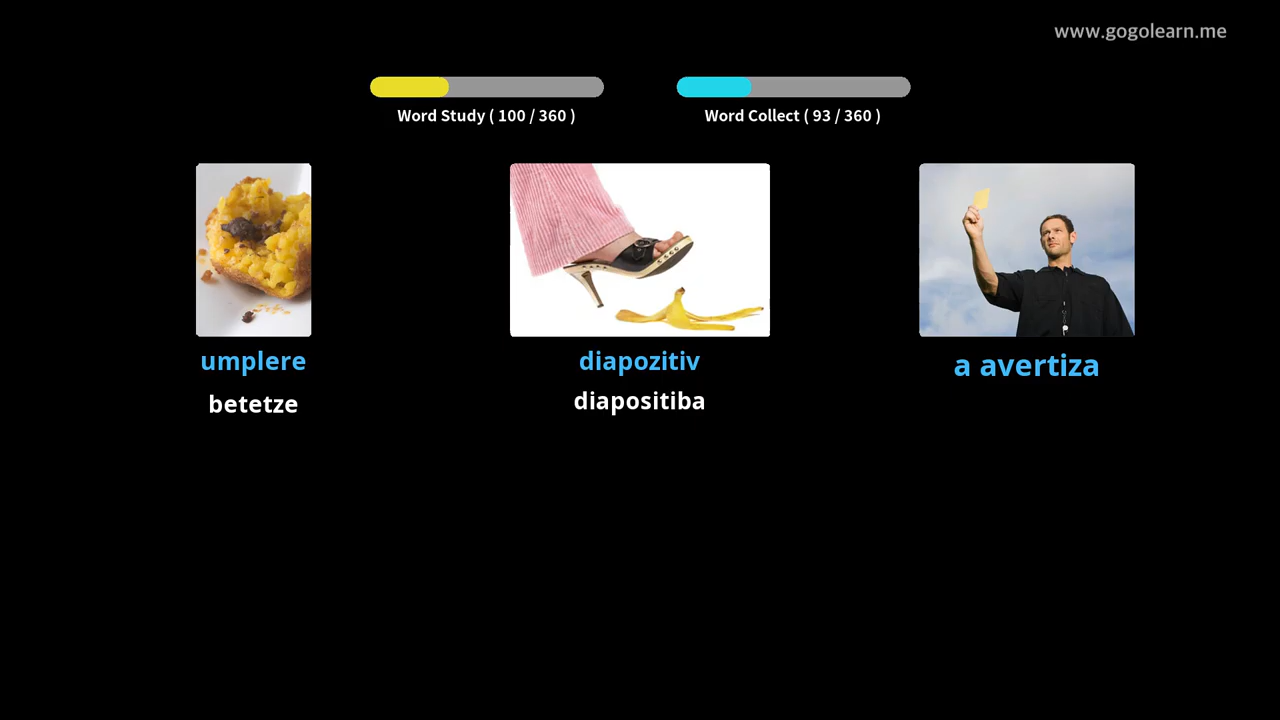 www.gogolearn.me
Word Study ( 100 / 360 )
Word Collect ( 93 / 360 )
umplere
betetze
diapozitiv
diapositiba
a avertiza